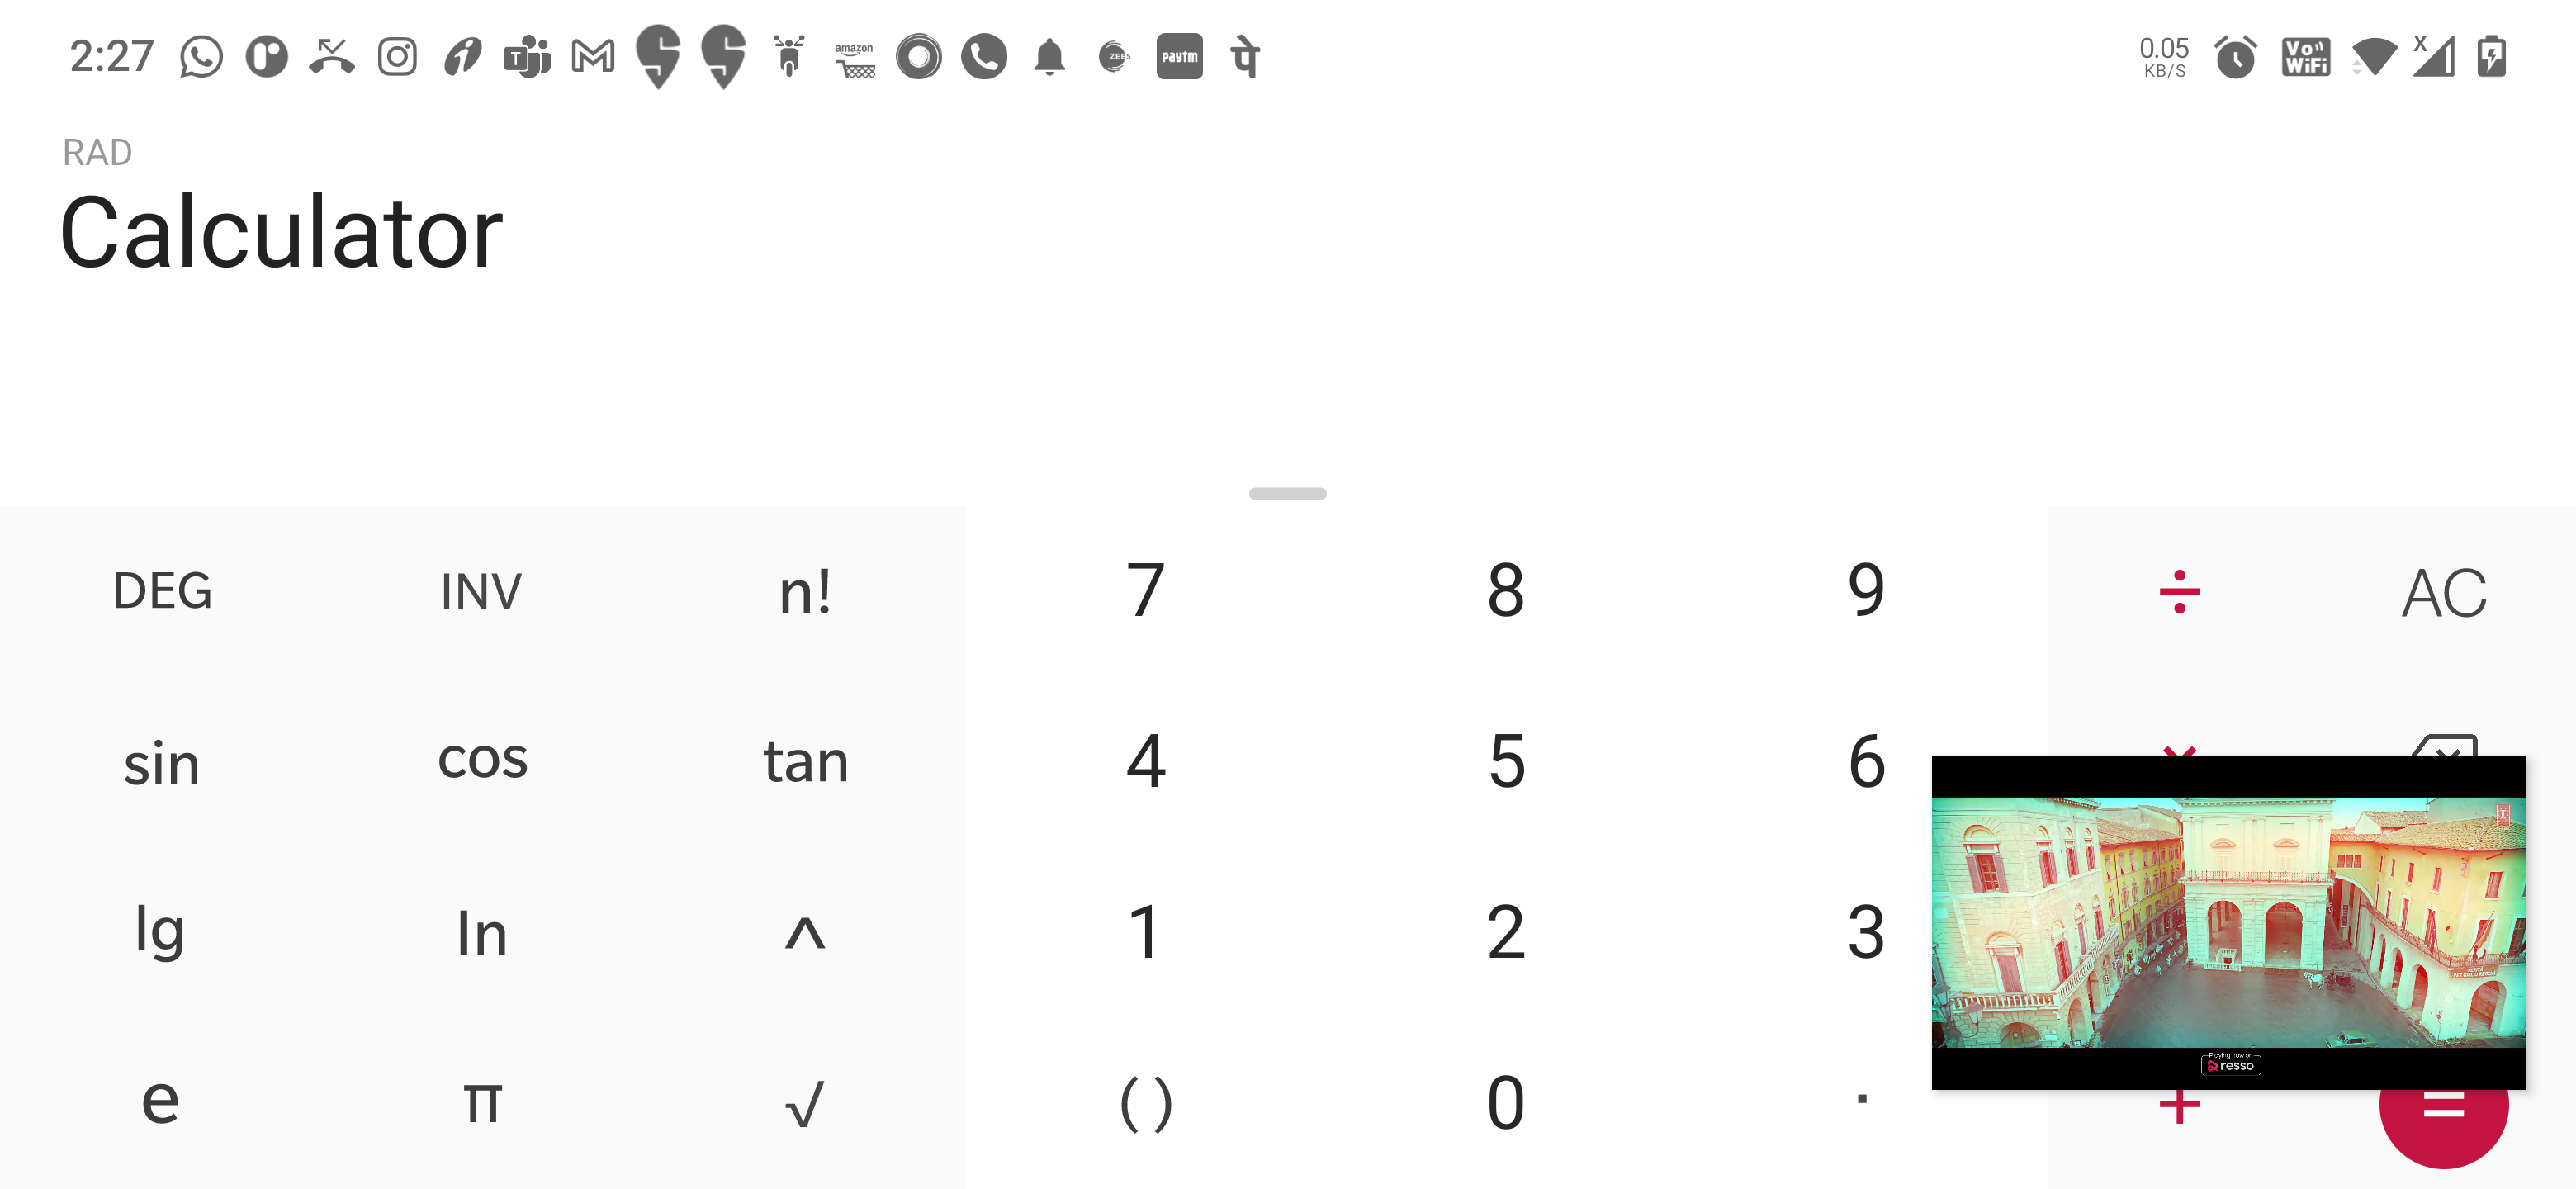 2:27 amazon ZEE5 paytm पे 0.05 KB/S Vo WiFi X
RAD
Calculator
DEG INV n! 7 8 9 ÷ AC
sin cos tan 4 5 6 ×
lg ln ^ 1 2 3
e π √ ( ) 0 . + =
Playing now on
resso